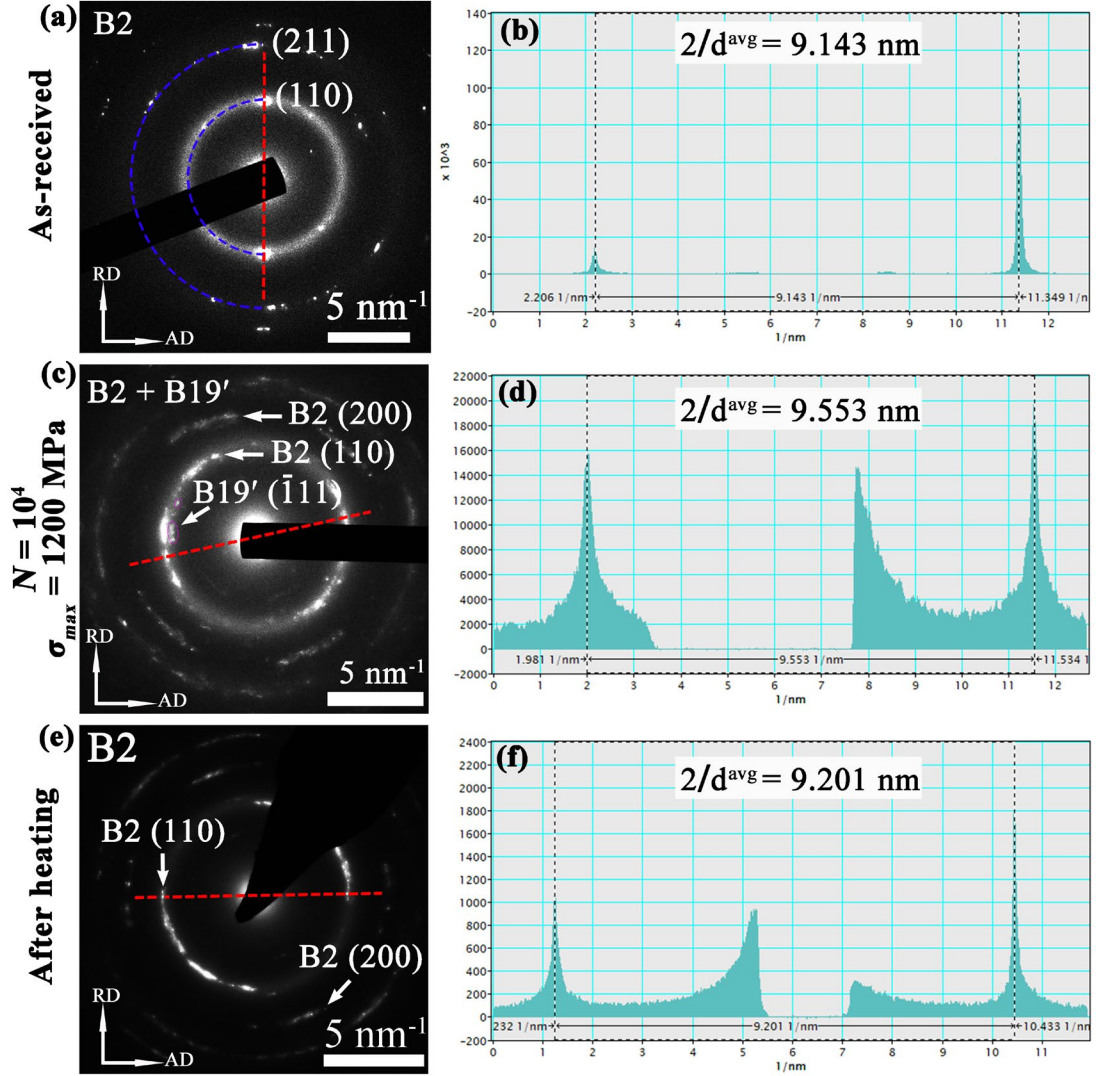 (a) B2
(211)
(110)
As-received
RD
AD
5 nm⁻¹
(b)
2/dᵃᵛᵍ = 9.143 nm
140
120
100
80
60
40
20
0
−20
x 10^3
2.206 1/nm
9.143 1/nm
11.349 1/n
0 1 2 3 4 5 6 7 8 9 10 11 12
1/nm
(c)
B2 + B19′
B2 (200)
B2 (110)
B19′ (1̄11)
N = 10⁴
σmax = 1200 MPa
RD
AD
5 nm⁻¹
(d)
2/dᵃᵛᵍ = 9.553 nm
22000
20000
18000
16000
14000
12000
10000
8000
6000
4000
2000
0
−2000
1.981 1/nm
9.553 1/nm
11.534 1
0 1 2 3 4 5 6 7 8 9 10 11 12
1/nm
(e)
B2
B2 (110)
B2 (200)
After heating
RD
AD
5 nm⁻¹
(f)
2/dᵃᵛᵍ = 9.201 nm
2400
2200
2000
1800
1600
1400
1200
1000
800
600
400
200
0
−200
232 1/nm
9.201 1/nm
10.433 1/n
0 1 2 3 4 5 6 7 8 9 10 11
1/nm